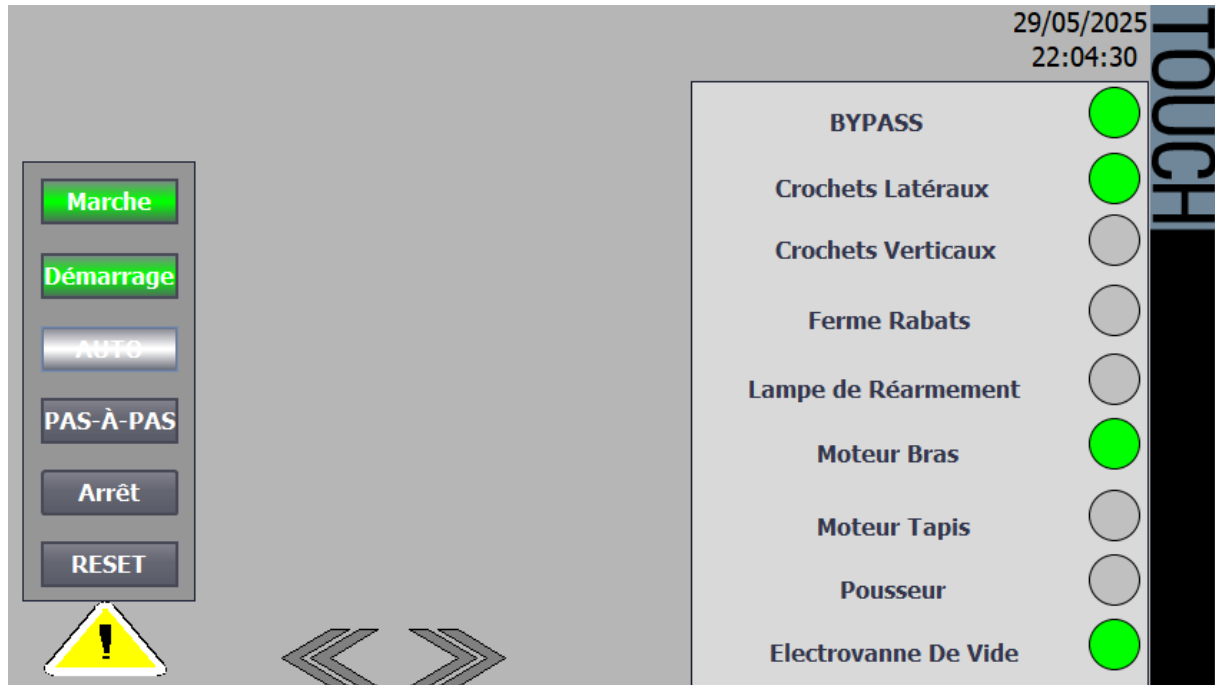 29/05/2025
22:04:30
TOUCH
BYPASS
Crochets Latéraux
Crochets Verticaux
Ferme Rabats
Lampe de Réarmement
Moteur Bras
Moteur Tapis
Pousseur
Electrovanne De Vide
Marche
Démarrage
AUTO
PAS-À-PAS
Arrêt
RESET
!